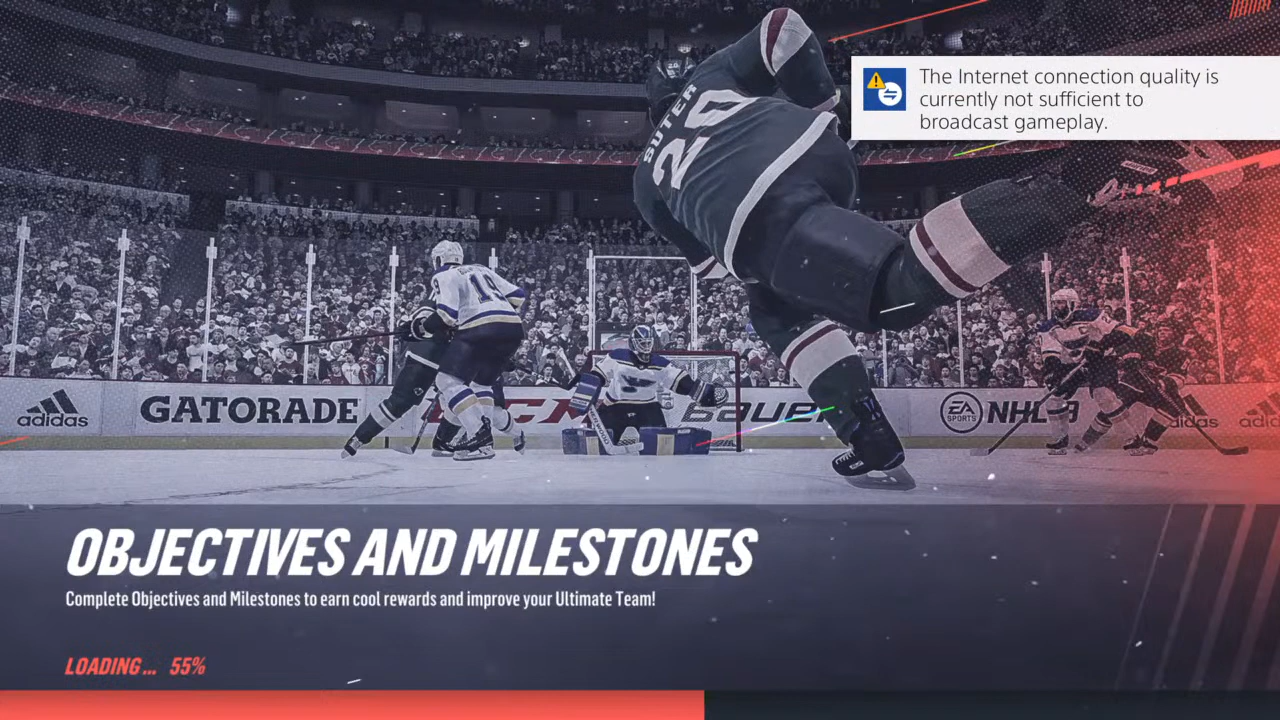 The Internet connection quality is
currently not sufficient to
broadcast gameplay.
SUTER
20
20
19
adidas
GATORADE
CCM
BAUER
EA
SPORTS
NHL
adidas
OBJECTIVES AND MILESTONES
Complete Objectives and Milestones to earn cool rewards and improve your Ultimate Team!
LOADING... 55%